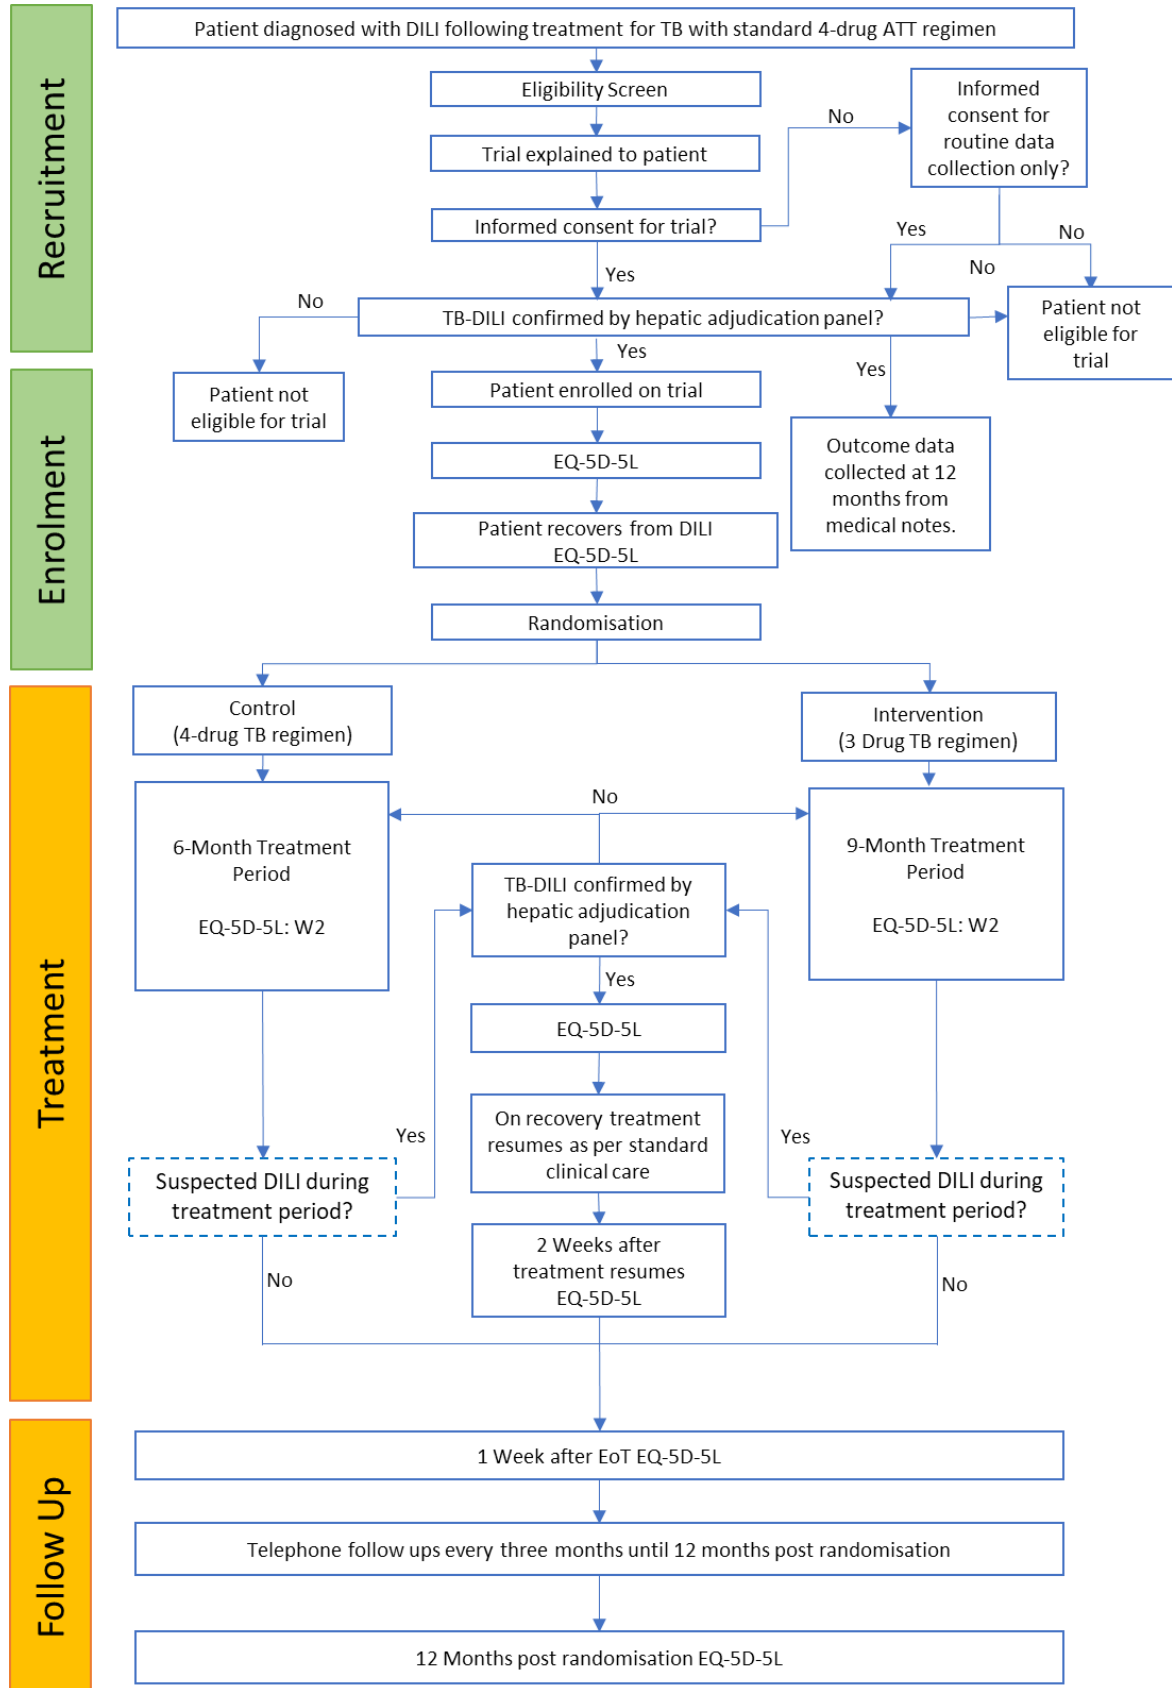 Recruitment
Patient diagnosed with DILI following treatment for TB with standard 4-drug ATT regimen
Eligibility Screen
Trial explained to patient
Informed consent for trial?
No
Informed
consent for
routine data
collection only?
Yes
Yes
No
No
No
TB-DILI confirmed by hepatic adjudication panel?
Patient not
eligible for
trial
Enrolment
Patient not
eligible for trial
Yes
Yes
Patient enrolled on trial
EQ-5D-5L
Outcome data
collected at 12
months from
medical notes.
Patient recovers from DILI
EQ-5D-5L
Randomisation
Treatment
Control
(4-drug TB regimen)
Intervention
(3 Drug TB regimen)
6-Month Treatment
Period
EQ-5D-5L: W2
No
9-Month Treatment
Period
EQ-5D-5L: W2
TB-DILI confirmed by
hepatic adjudication
panel?
Yes
EQ-5D-5L
On recovery treatment
resumes as per standard
clinical care
Yes
Yes
Suspected DILI during
treatment period?
Suspected DILI during
treatment period?
2 Weeks after
treatment resumes
EQ-5D-5L
No
No
Follow Up
1 Week after EoT EQ-5D-5L
Telephone follow ups every three months until 12 months post randomisation
12 Months post randomisation EQ-5D-5L